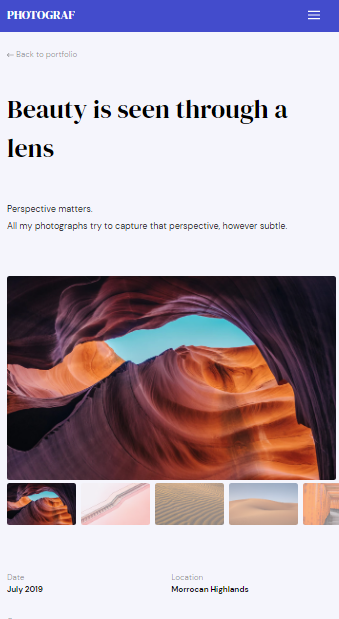 PHOTOGRAF
← Back to portfolio
Beauty is seen through a
lens
Perspective matters.
All my photographs try to capture that perspective, however subtle.
Date
Location
July 2019
Morrocan Highlands